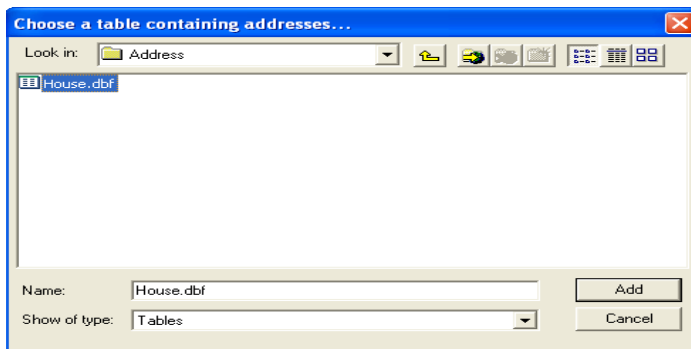 Choose a table containing addresses...
Look in: Address
House.dbf
Name: House.dbf Add
Show of type: Tables Cancel